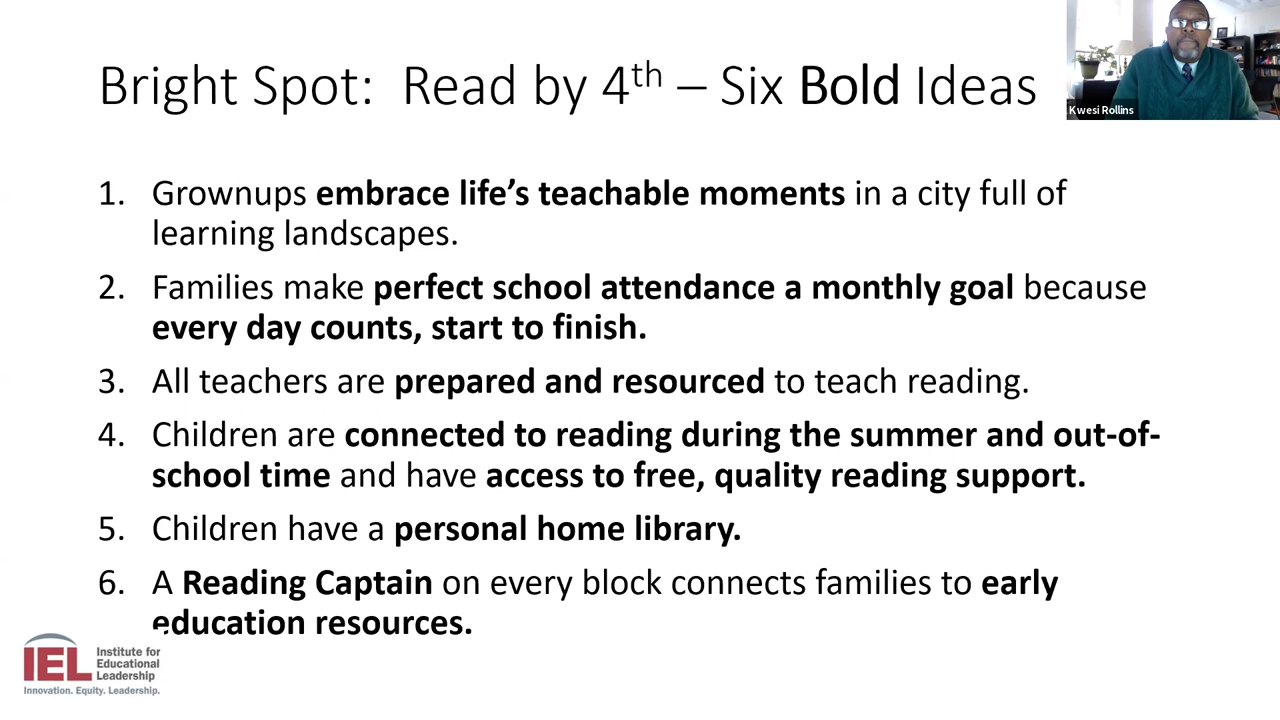 Bright Spot: Read by 4th – Six Bold Ideas
Kwesi Rollins
1. Grownups embrace life’s teachable moments in a city full of
learning landscapes.
2. Families make perfect school attendance a monthly goal because
every day counts, start to finish.
3. All teachers are prepared and resourced to teach reading.
4. Children are connected to reading during the summer and out-of-
school time and have access to free, quality reading support.
5. Children have a personal home library.
6. A Reading Captain on every block connects families to early
education resources.
IEL
Institute for
Educational
Leadership
Innovation. Equity. Leadership.